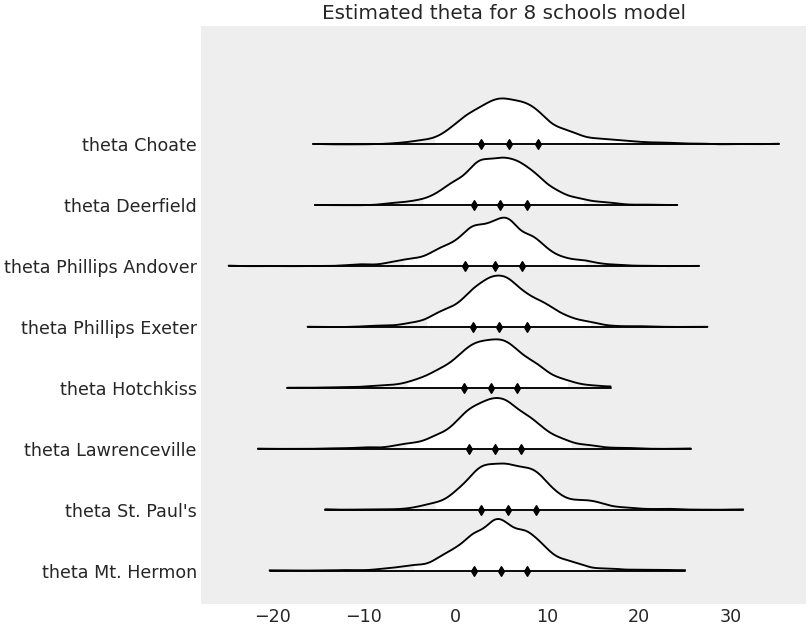 Estimated theta for 8 schools model
theta Choate
theta Deerfield
theta Phillips Andover
theta Phillips Exeter
theta Hotchkiss
theta Lawrenceville
theta St. Paul's
theta Mt. Hermon
−20 −10 0 10 20 30